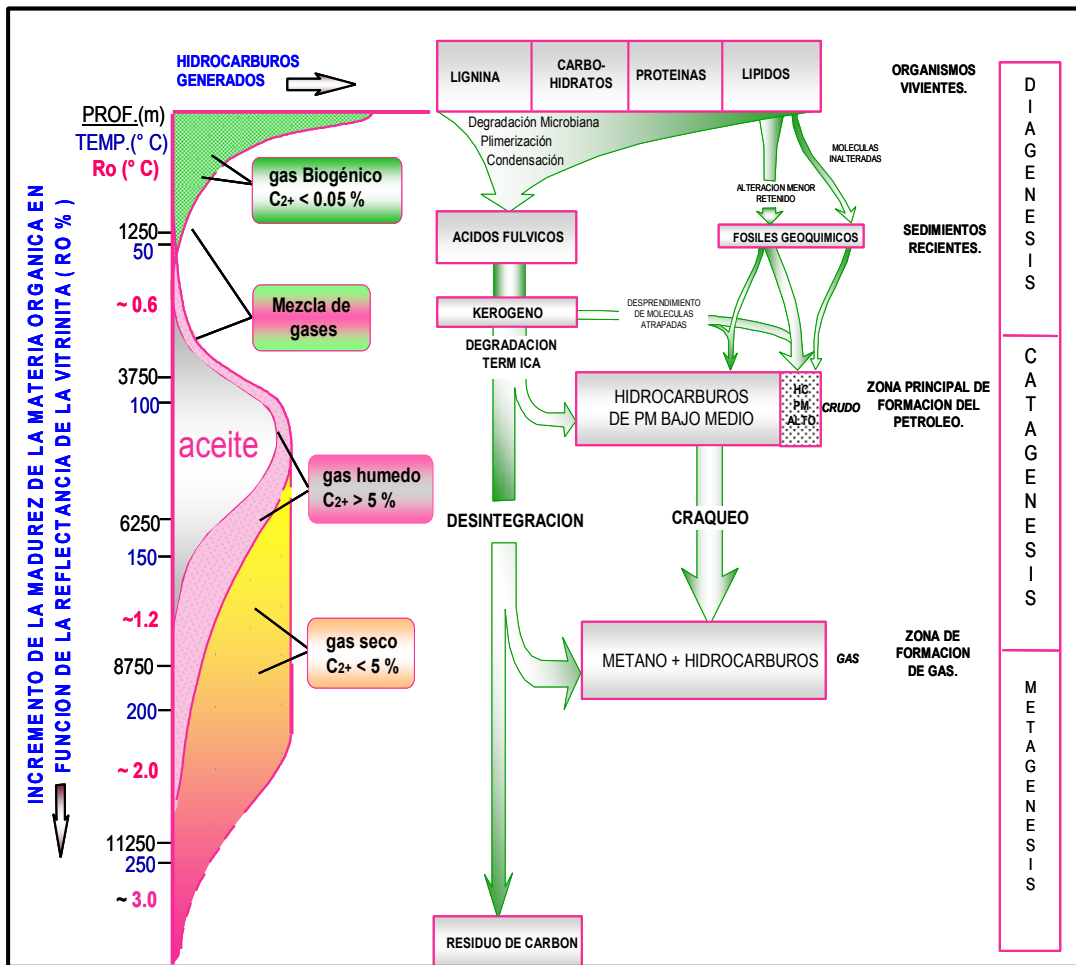 INCREMENTO DE LA MADUREZ DE LA MATERIA ORGANICA EN
FUNCION DE LA REFLECTANCIA DE LA VITRINITA ( RO % )
HIDROCARBUROS
GENERADOS
PROF.(m)
TEMP.(° C)
Ro (° C)
1250
50
~ 0.6
3750
100
6250
150
~1.2
8750
200
~ 2.0
11250
250
~ 3.0
gas Biogénico
C2+ < 0.05 %
Mezcla de
gases
aceite
gas humedo
C2+ > 5 %
gas seco
C2+ < 5 %
LIGNINA
CARBO-
HIDRATOS
PROTEINAS
LIPIDOS
Degradación Microbiana
Plimerización
Condensación
MOLECULAS
INALTERADAS
ALTERACION MENOR
RETENIDO
ACIDOS FULVICOS
FOSILES GEOQUIMICOS
KEROGENO
DESPRENDIMIENTO
DE MOLECULAS
ATRAPADAS
DEGRADACION
TERM ICA
HIDROCARBUROS
DE PM BAJO MEDIO
HC
PM
ALTO
CRUDO
DESINTEGRACION
CRAQUEO
METANO + HIDROCARBUROS
GAS
RESIDUO DE CARBON
ORGANISMOS
VIVIENTES.
SEDIMIENTOS
RECIENTES.
ZONA PRINCIPAL DE
FORMACION DEL
PETROLEO.
ZONA DE
FORMACION
DE GAS.
DIAGENESIS
CATAGENESIS
METAGENESIS